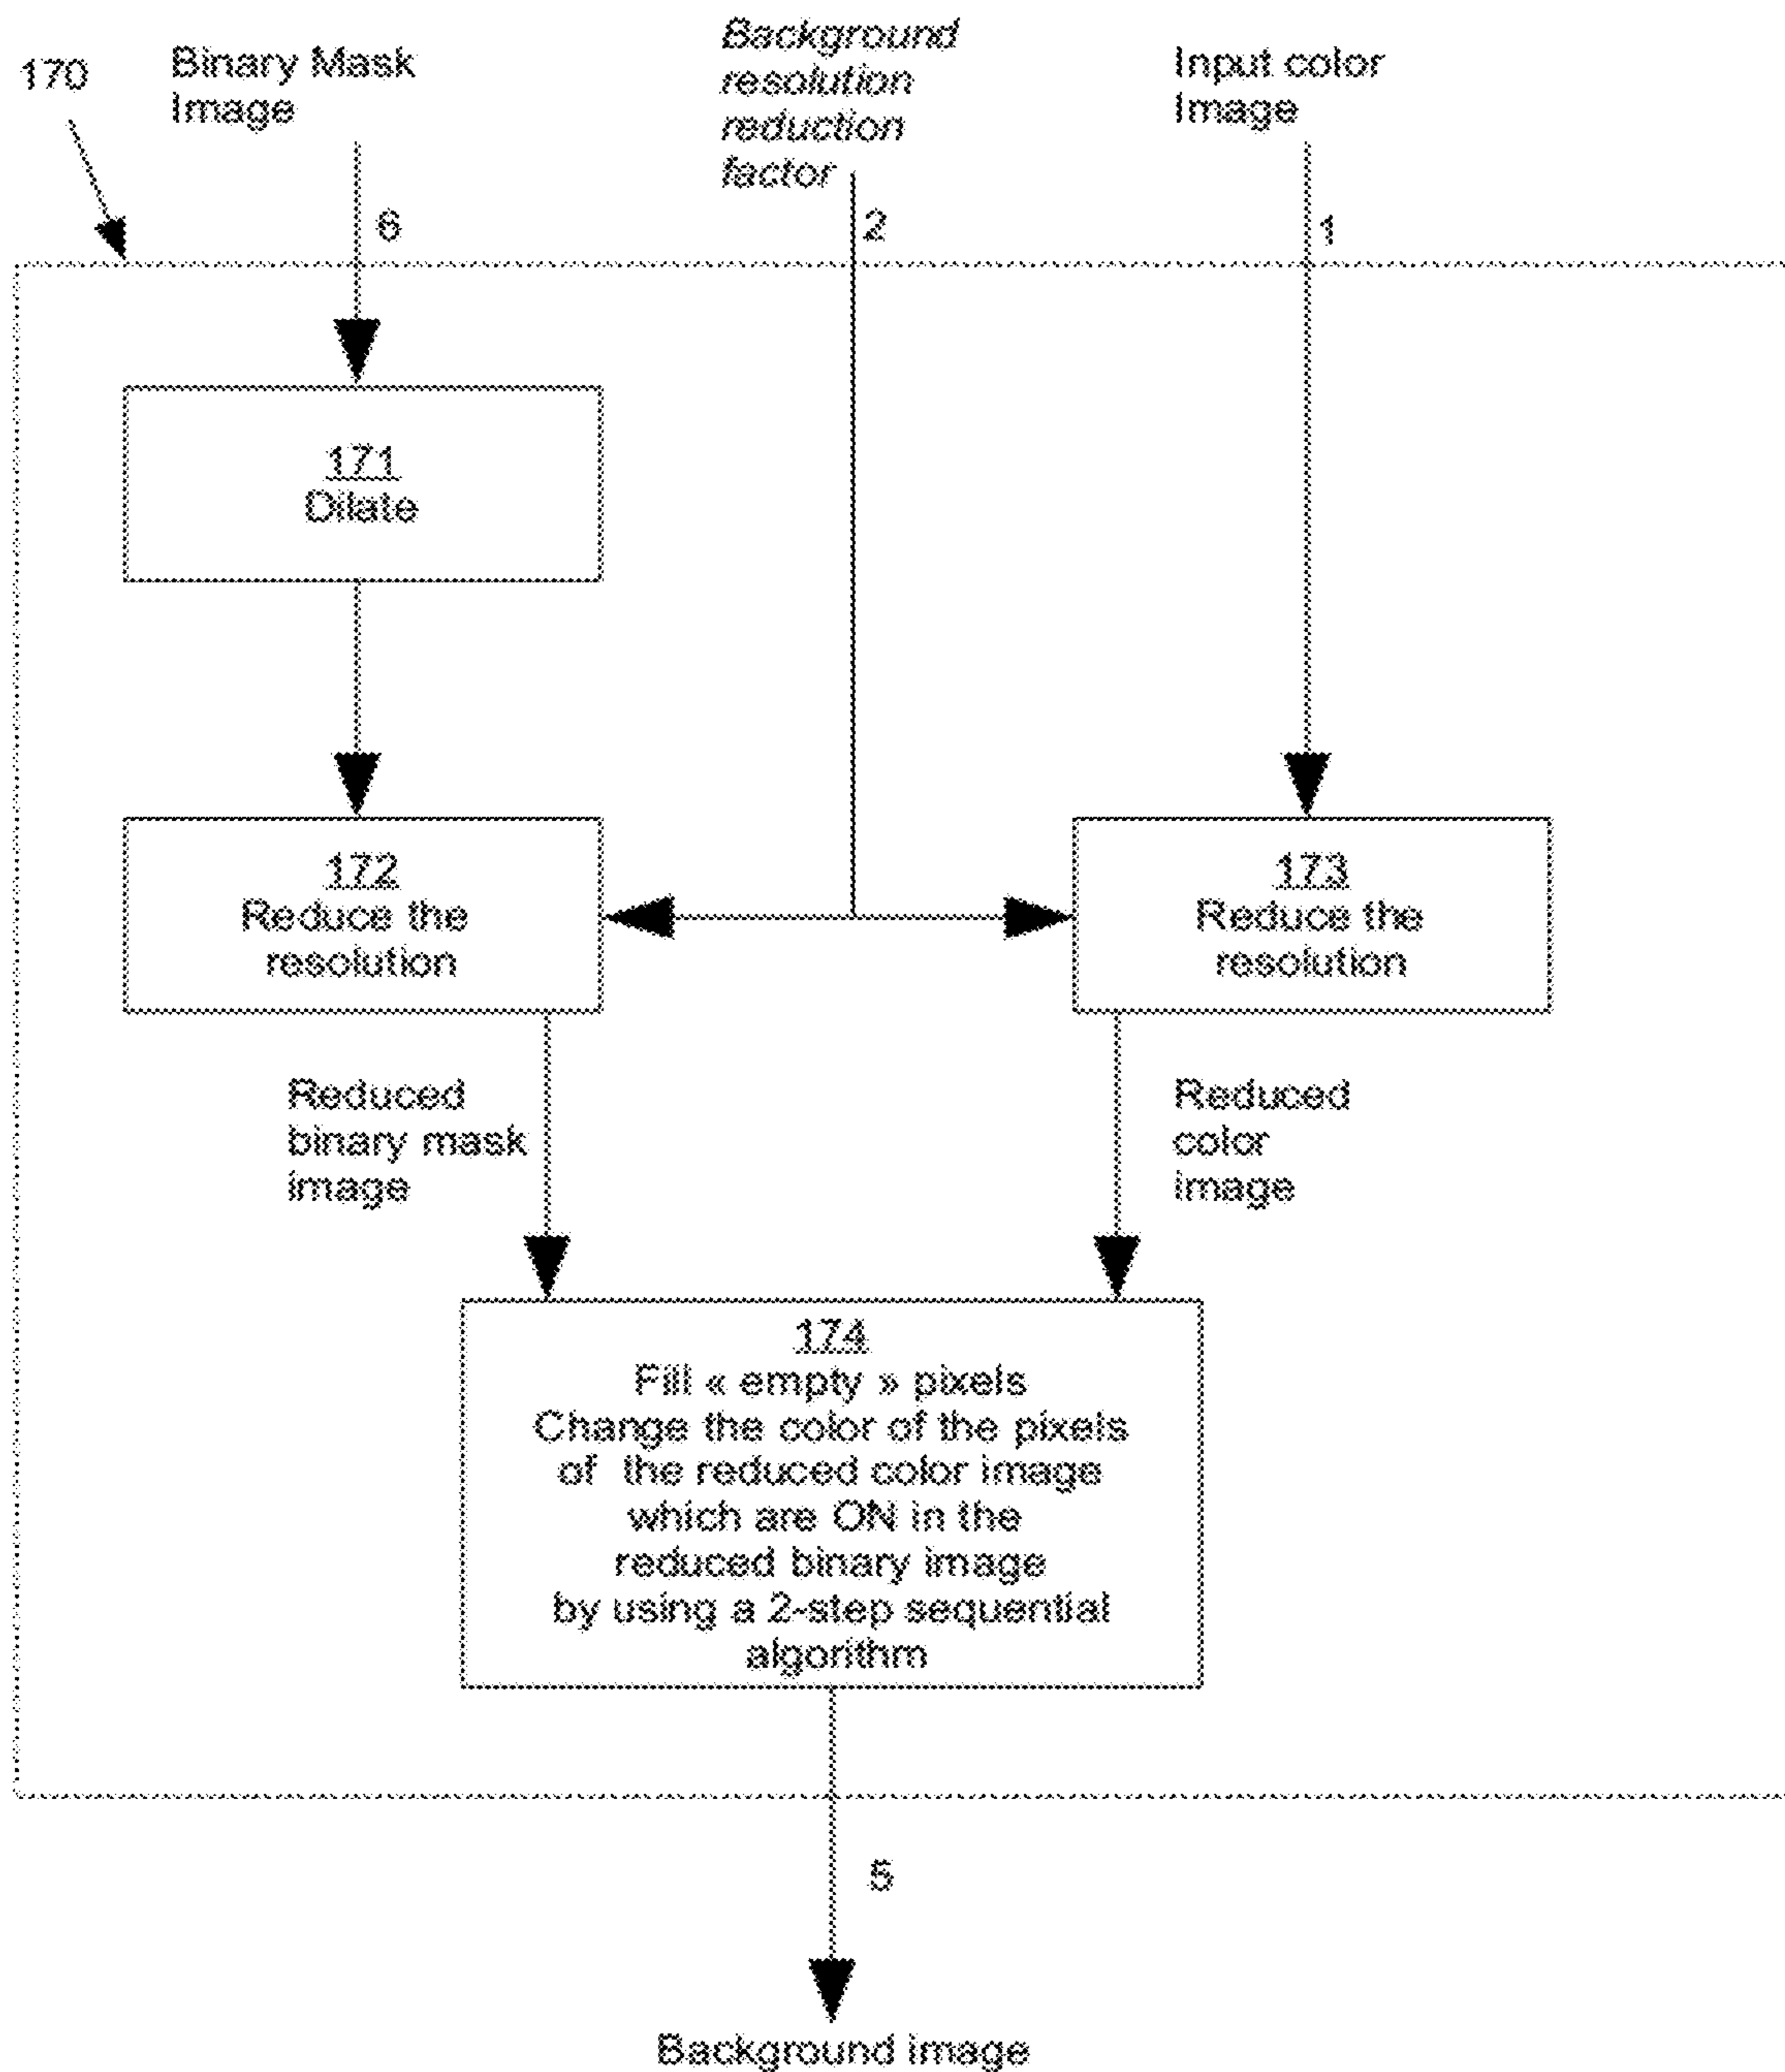 170
Binary Mask
Image
Background
resolution
reduction
factor
Input color
Image
6
2
1
171
Dilate
172
Reduce the
resolution
173
Reduce the
resolution
Reduced
binary mask
image
Reduced
color
image
174
Fill « empty » pixels
Change the color of the pixels
of the reduced color image
which are ON in the
reduced binary image
by using a 2-step sequential
algorithm
5
Background image